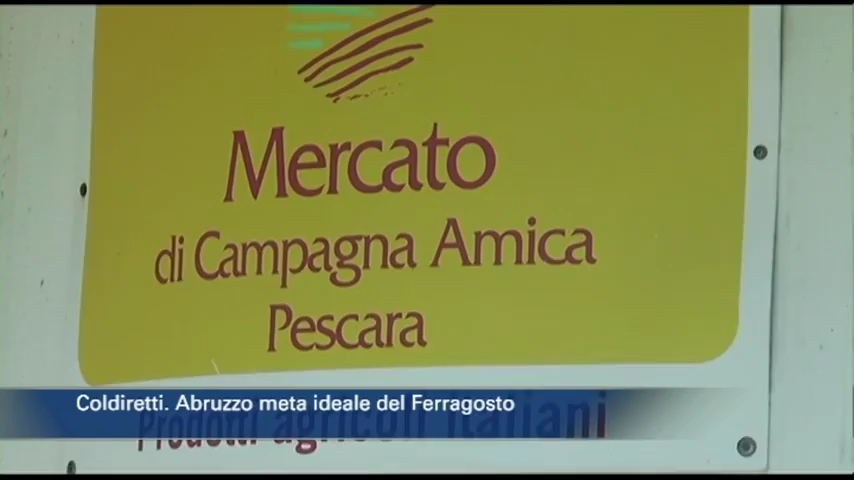 Mercato
di Campagna Amica
Pescara
Coldiretti. Abruzzo meta ideale del Ferragosto
Prodotti agricoli italiani